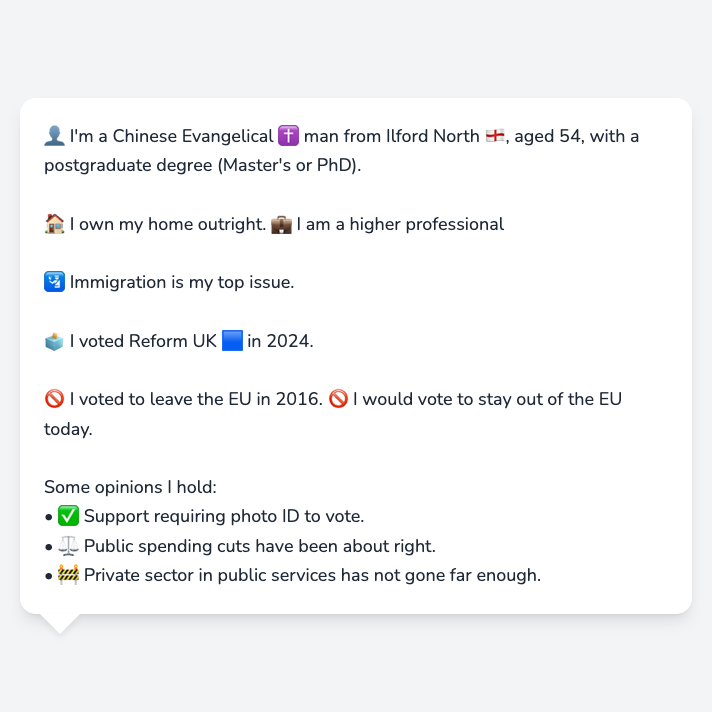 👤 I'm a Chinese Evangelical ✝️ man from Ilford North 🏴󠁧󠁢󠁥󠁮󠁧󠁿, aged 54, with a
postgraduate degree (Master's or PhD).
🏠 I own my home outright. 💼 I am a higher professional
🛂 Immigration is my top issue.
🗳️ I voted Reform UK 🟦 in 2024.
🚫 I voted to leave the EU in 2016. 🚫 I would vote to stay out of the EU
today.
Some opinions I hold:
• ✅ Support requiring photo ID to vote.
• ⚖️ Public spending cuts have been about right.
• 🚧 Private sector in public services has not gone far enough.